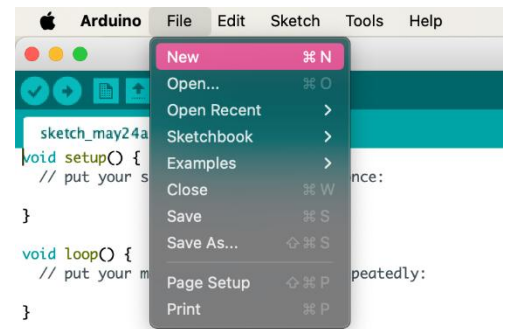 Arduino File Edit Sketch Tools Help
New ⌘ N
Open... ⌘ O
Open Recent >
sketch_may24a Sketchbook >
void setup() { Examples >
// put your s nce:
Close ⌘ W
} Save ⌘ S
Save As... ⇧ ⌘ S
void loop() {
// put your m Page Setup ⇧ ⌘ P peatedly:
} Print ⌘ P